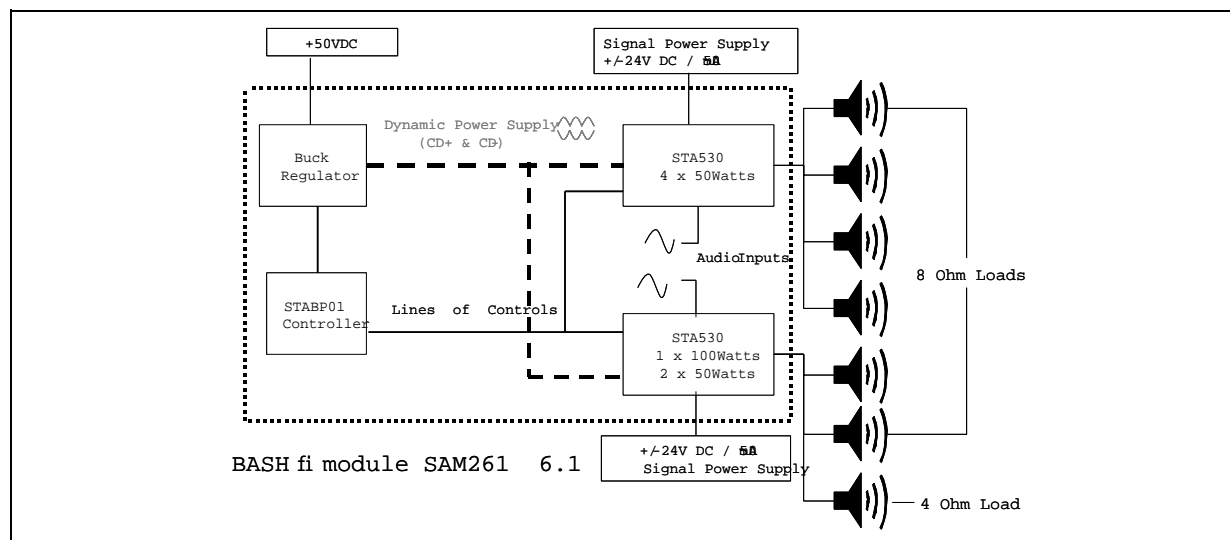 +50VDC
Signal Power Supply
+/-24V DC /
Dynamic Power Supply
(CD+ & CD-)
Buck
Regulator
STA530
4 x 50Watts
AudioInputs
8 Ohm Loads
STABP01
Controller
Lines of Controls
STA530
1 x 100Watts
2 x 50Watts
+/-24V DC /
Signal Power Supply
BASH fi module SAM261 6.1
4 Ohm Load